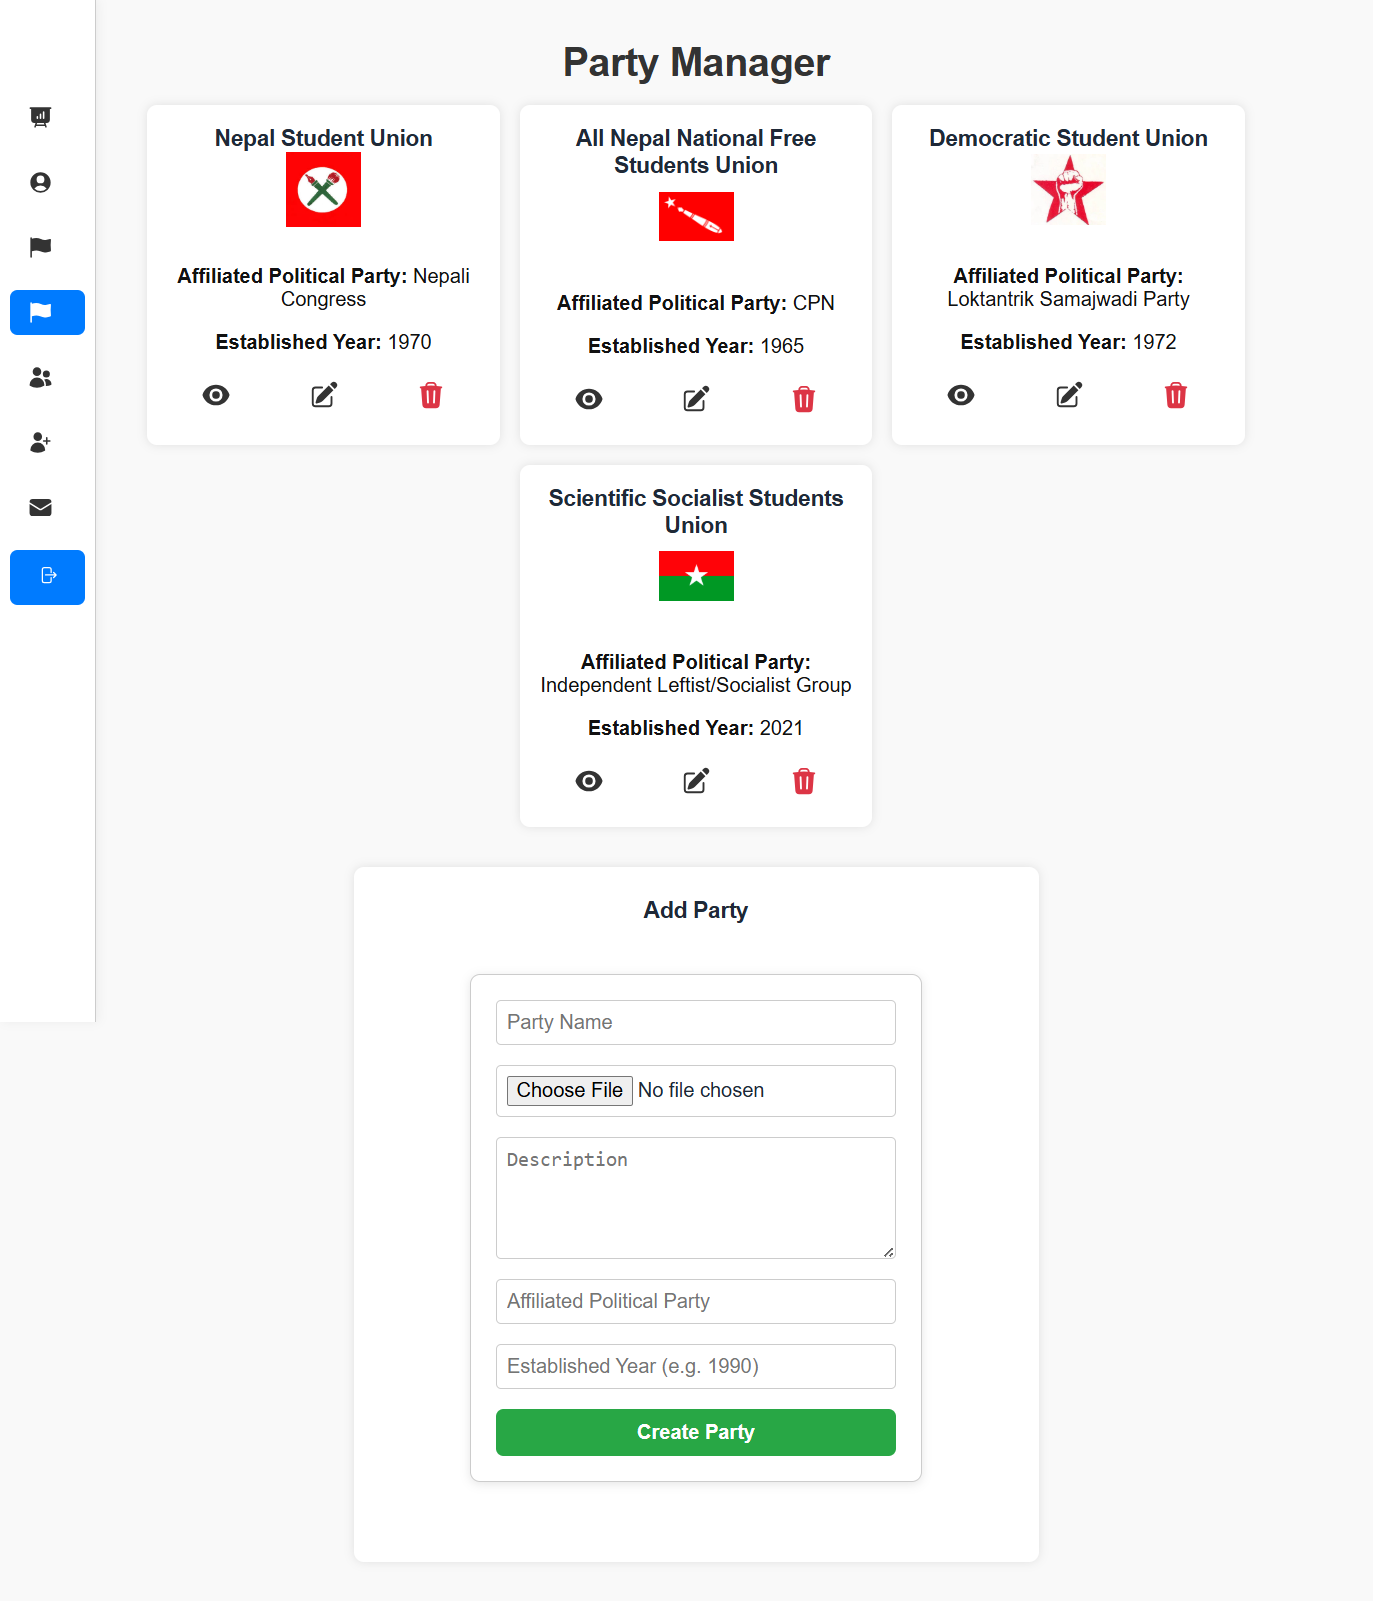 Party Manager
Nepal Student Union
Affiliated Political Party: Nepali
Congress
Established Year: 1970
All Nepal National Free
Students Union
Affiliated Political Party: CPN
Established Year: 1965
Democratic Student Union
Affiliated Political Party:
Loktantrik Samajwadi Party
Established Year: 1972
Scientific Socialist Students
Union
Affiliated Political Party:
Independent Leftist/Socialist Group
Established Year: 2021
Add Party
Party Name
Choose File No file chosen
Description
Affiliated Political Party
Established Year (e.g. 1990)
Create Party